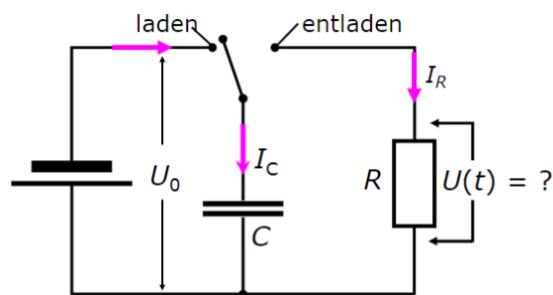 laden
entladen
I_R
U_0
I_C
R
U(t) = ?
C